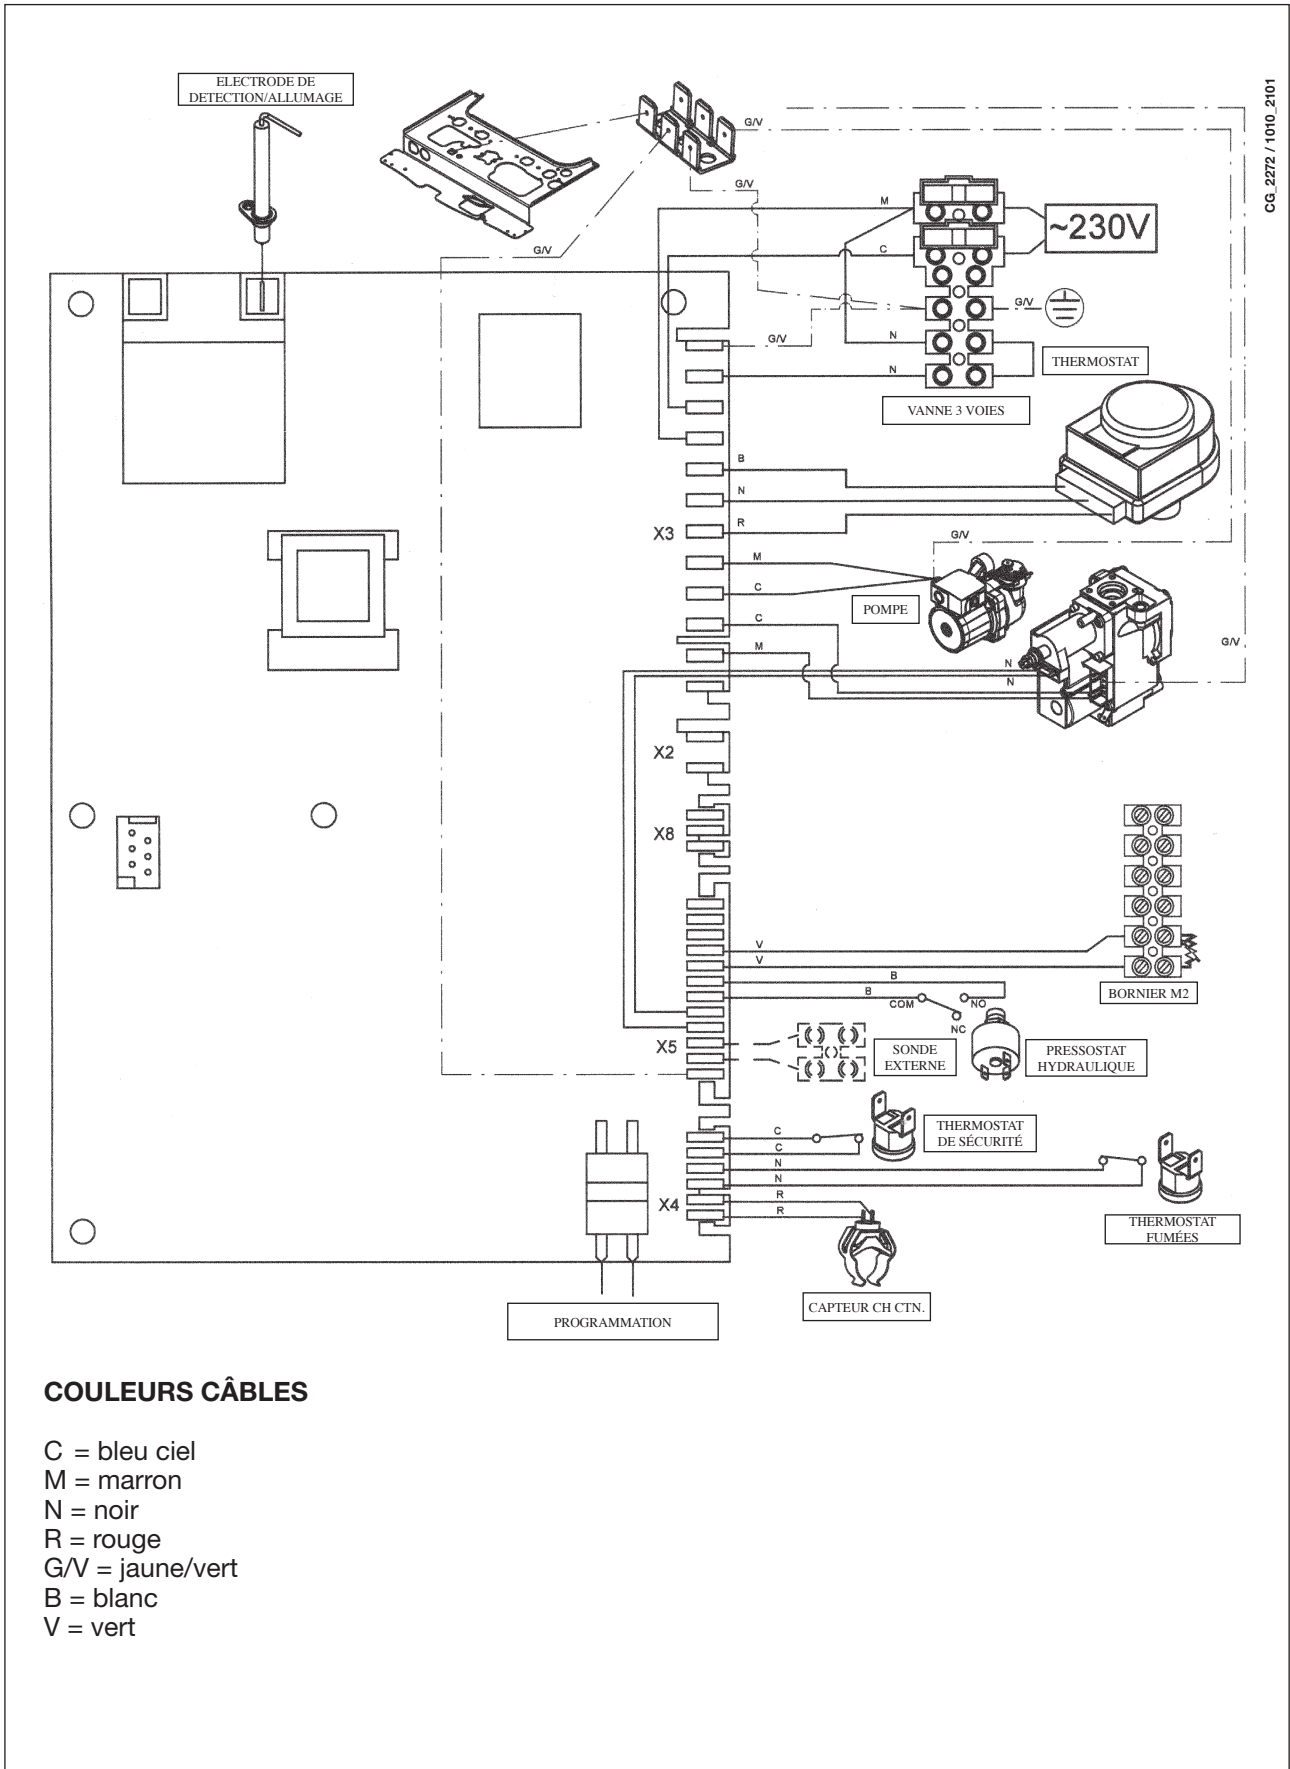 CG_2272 / 1010_2101
ELECTRODE DE
DETECTION/ALLUMAGE
G/V
G/V
G/V
M
~230V
C
G/V
G/V
N
THERMOSTAT
N
VANNE 3 VOIES
B
N
X3
R
G/V
M
POMPE
C
C
M
G/V
N
N
X2
X8
V
V
B
B
COM
NO
NC
BORNIER M2
X5
SONDE
EXTERNE
PRESSOSTAT
HYDRAULIQUE
C
C
THERMOSTAT
DE SÉCURITÉ
N
N
X4
R
R
THERMOSTAT
FUMÉES
CAPTEUR CH CTN.
PROGRAMMATION
COULEURS CÂBLES
C = bleu ciel
M = marron
N = noir
R = rouge
G/V = jaune/vert
B = blanc
V = vert